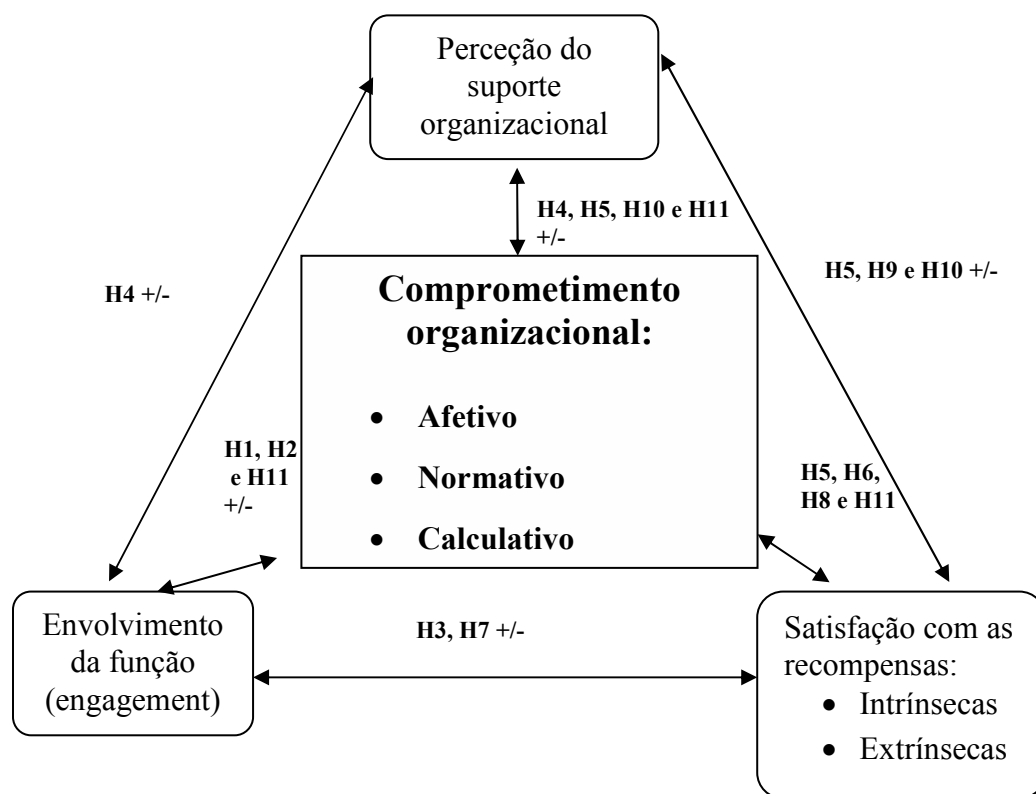 Perceção do
suporte
organizacional
H4, H5, H10 e H11
+/-
H5, H9 e H10 +/-
H4 +/-
Comprometimento
organizacional:
• Afetivo
• Normativo
• Calculativo
H1, H2
e H11
+/-
H5, H6,
H8 e H11
Envolvimento
da função
(engagement)
H3, H7 +/-
Satisfação com as
recompensas:
• Intrínsecas
• Extrínsecas